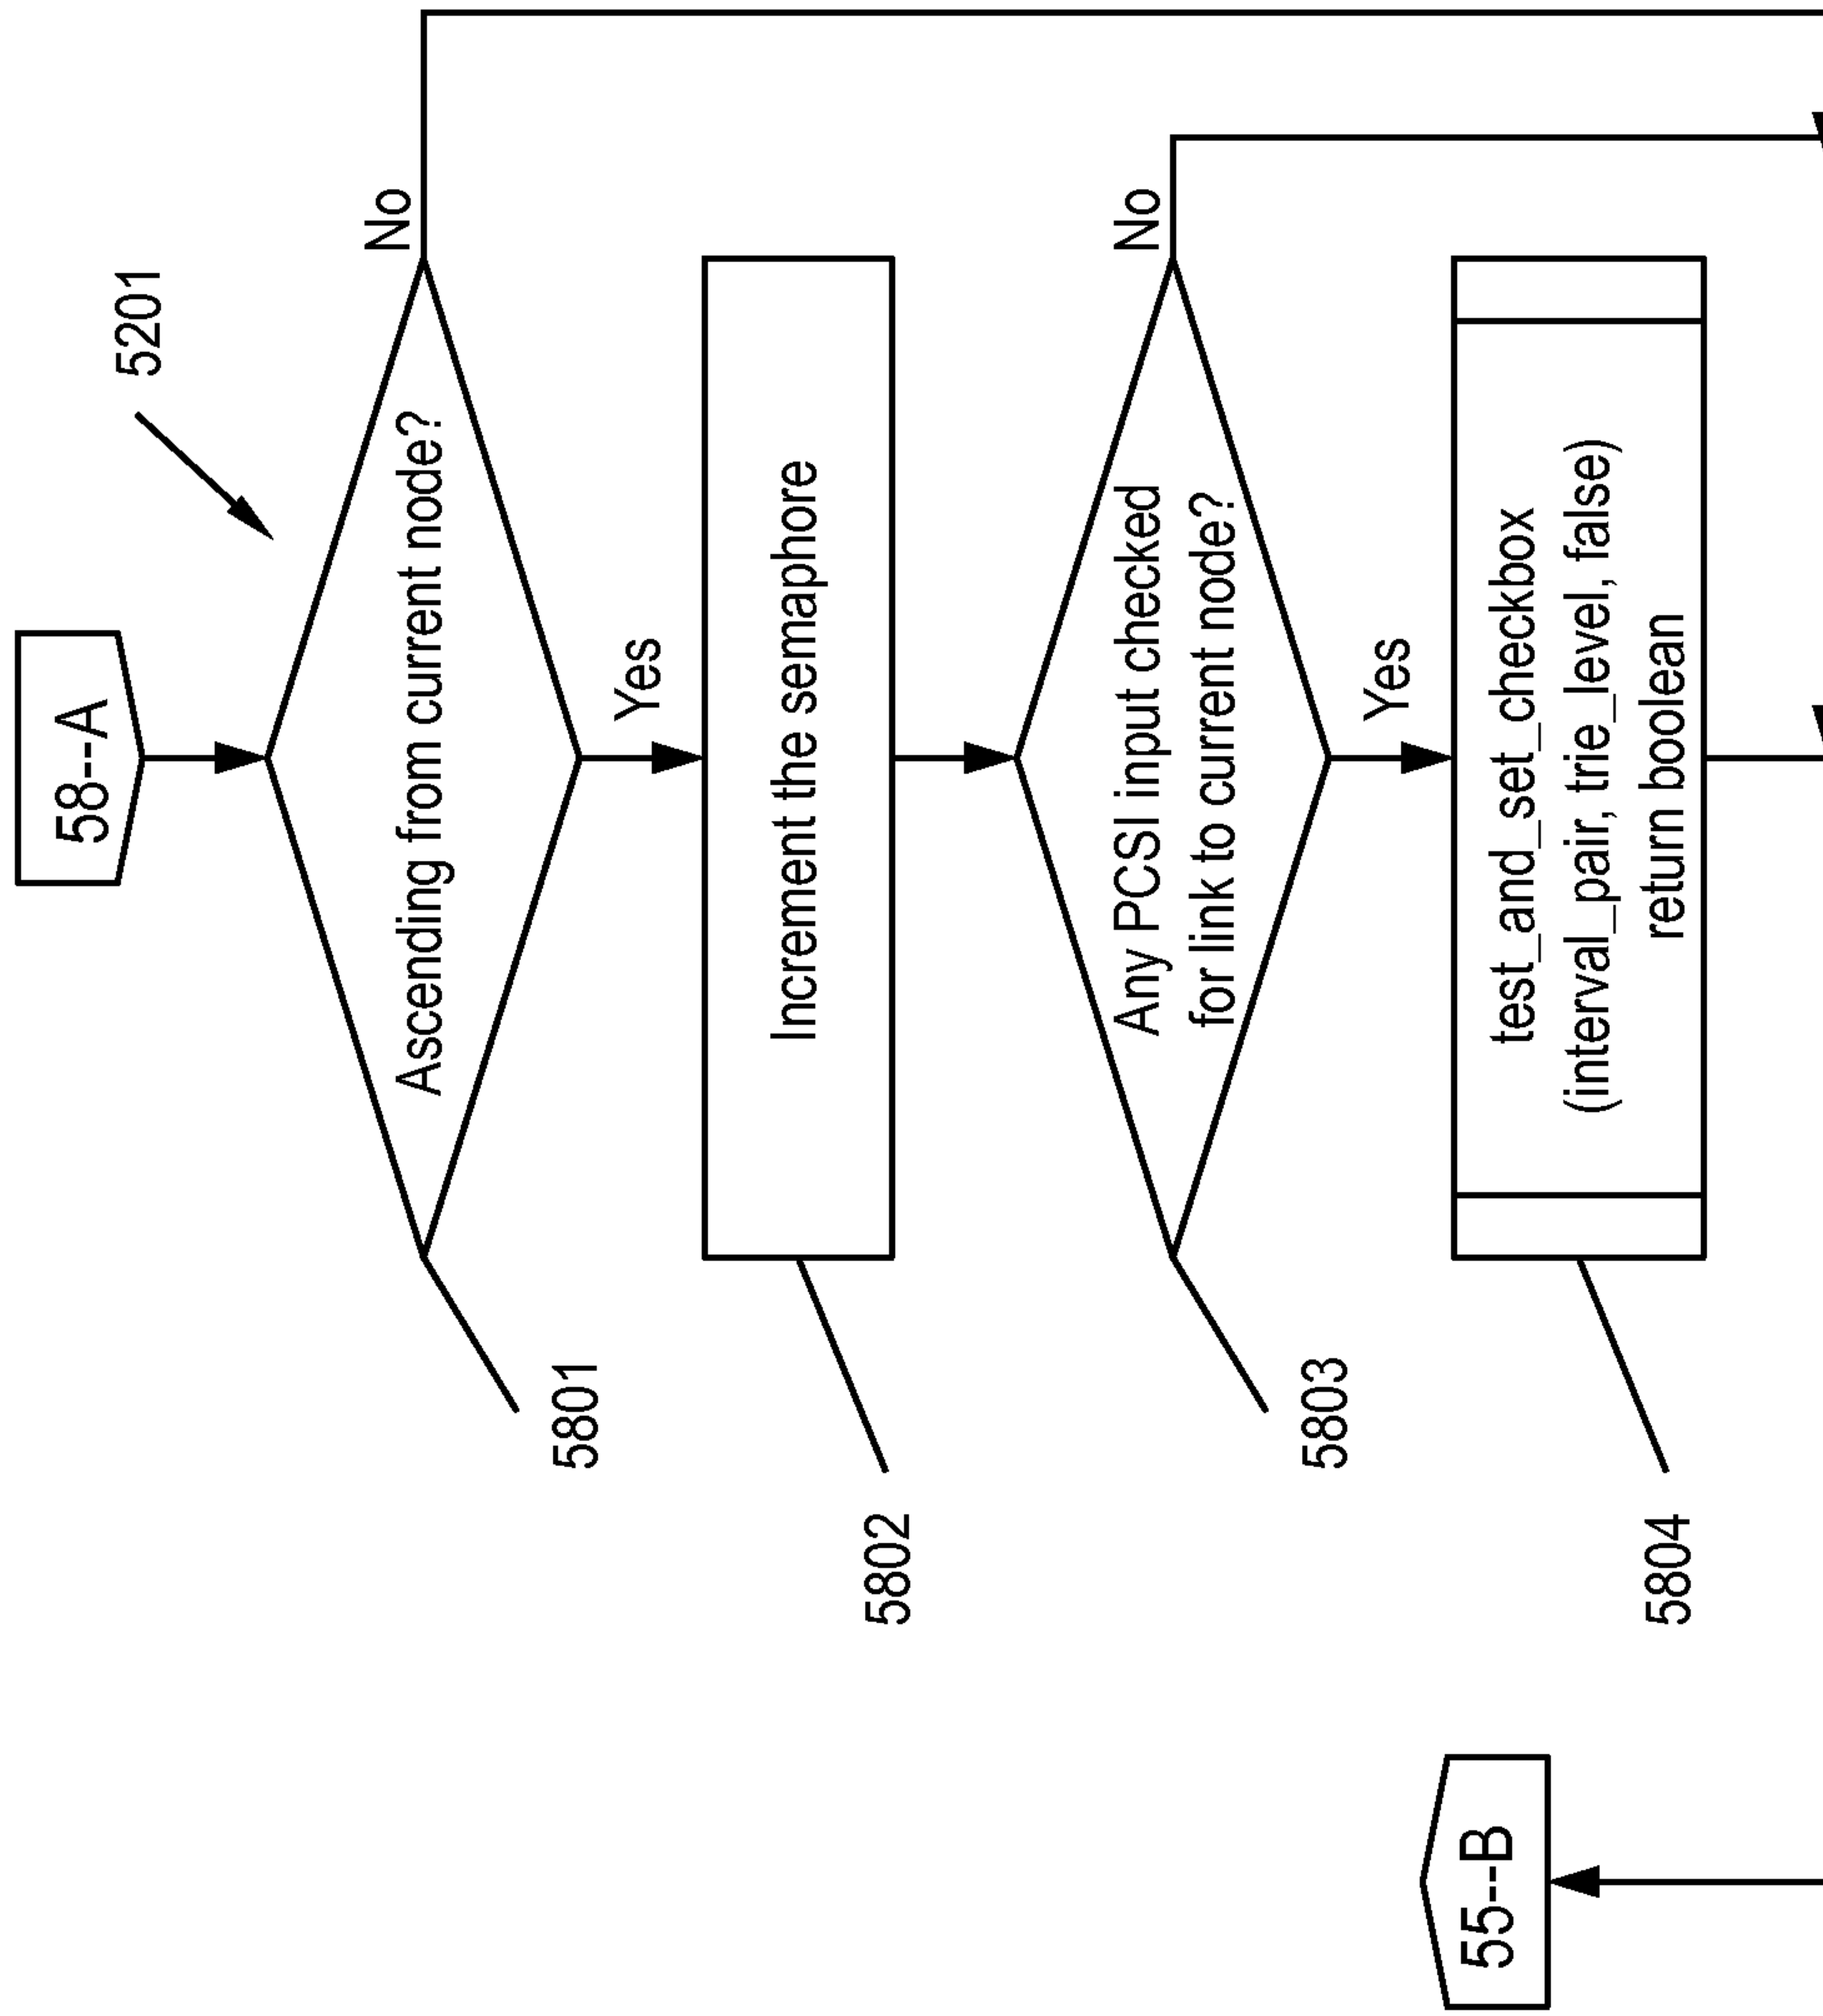 58--A
5201
Ascending from current node?
No
Yes
5801
Increment the semaphore
5802
Any PCSI input checked
for link to current node?
No
Yes
5803
test_and_set_checkbox
(interval_pair, trie_level, false)
return boolean
5804
55--B